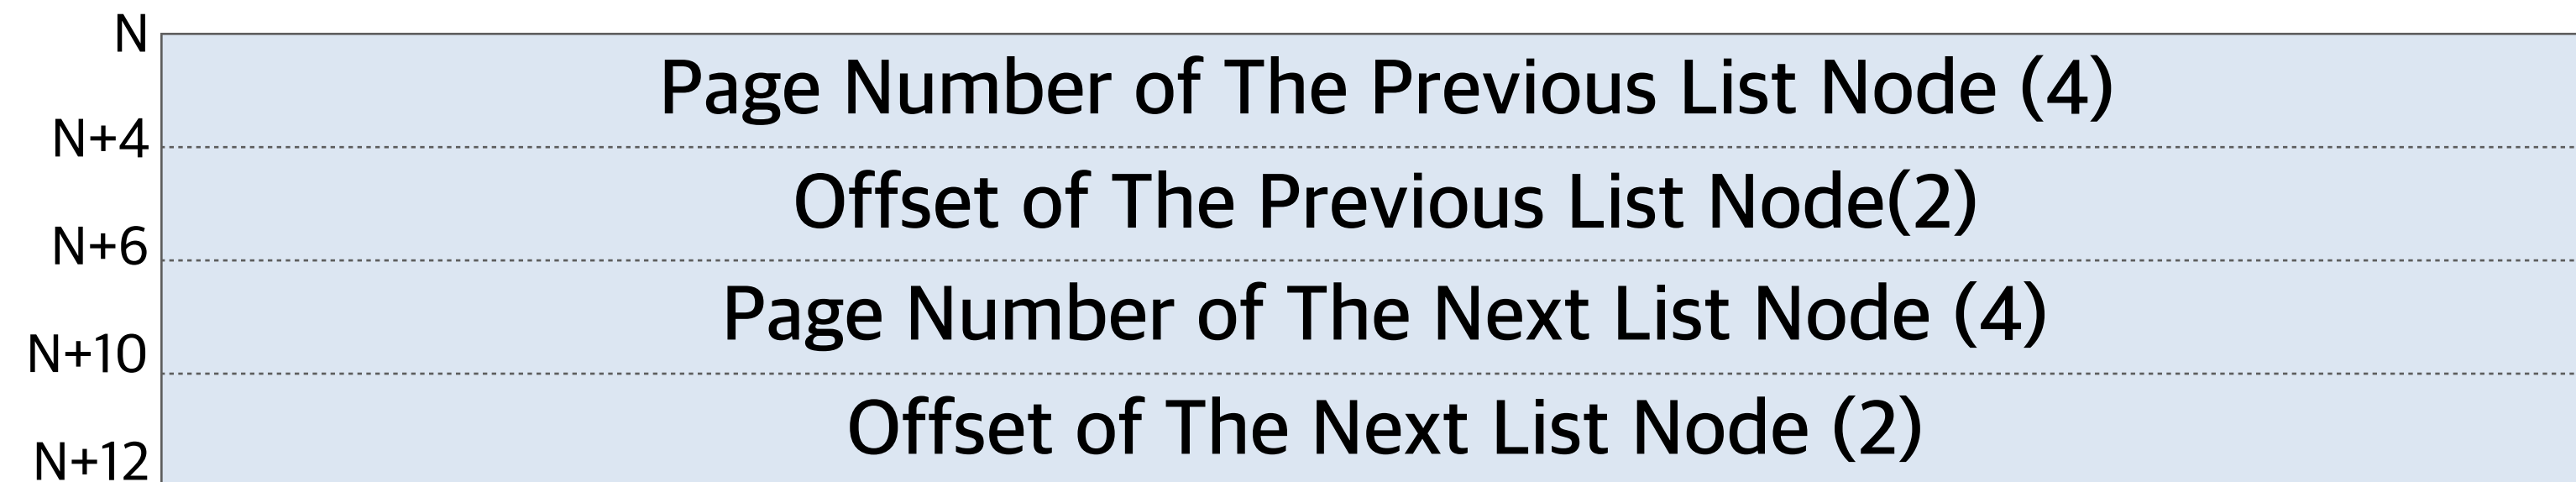 N
Page Number of The Previous List Node (4)
N+4
Offset of The Previous List Node(2)
N+6
Page Number of The Next List Node (4)
N+10
Offset of The Next List Node (2)
N+12